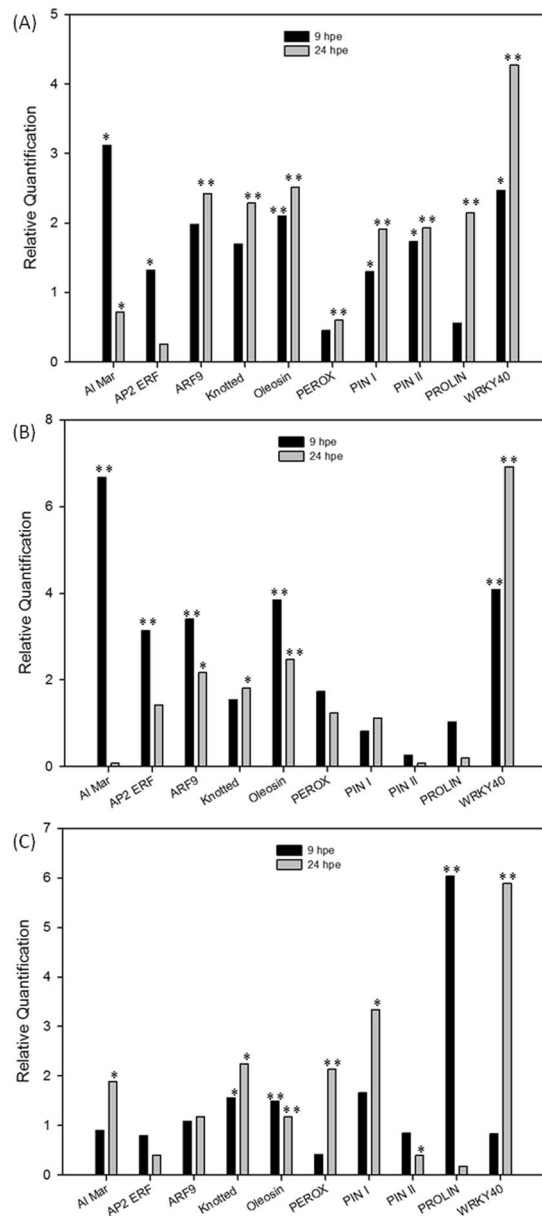 (A)
5
4
3
2
1
0
Relative Quantification
9 hpe
24 hpe
*
*
*
**
**
**
**
**
*
**
*
**
**
*
**
AI Mar
AP2 ERF
ARF9
Knotted
Oleosin
PEROX
PIN I
PIN II
PROLIN
WRKY40
(B)
8
6
4
2
0
Relative Quantification
9 hpe
24 hpe
**
**
**
*
*
**
**
**
**
AI Mar
AP2 ERF
ARF9
Knotted
Oleosin
PEROX
PIN I
PIN II
PROLIN
WRKY40
(C)
7
6
5
4
3
2
1
0
Relative Quantification
9 hpe
24 hpe
*
*
*
**
**
**
*
*
**
**
AI Mar
AP2 ERF
ARF9
Knotted
Oleosin
PEROX
PIN I
PIN II
PROLIN
WRKY40